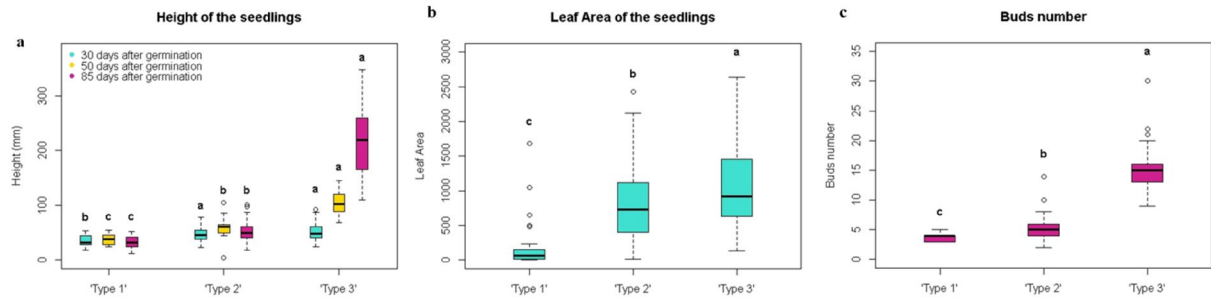 Height of the seedlings
a
30 days after germination
50 days after germination
85 days after germination
Height (mm)
300
200
100
0
b c c
a b b
a a a
'Type 1' 'Type 2' 'Type 3'
Leaf Area of the seedlings
b
Leaf Area
3000
2500
2000
1500
1000
500
0
c
b
a
'Type 1' 'Type 2' 'Type 3'
Buds number
c
Buds number
35
30
25
20
15
10
5
0
c
b
a
'Type 1' 'Type 2' 'Type 3'